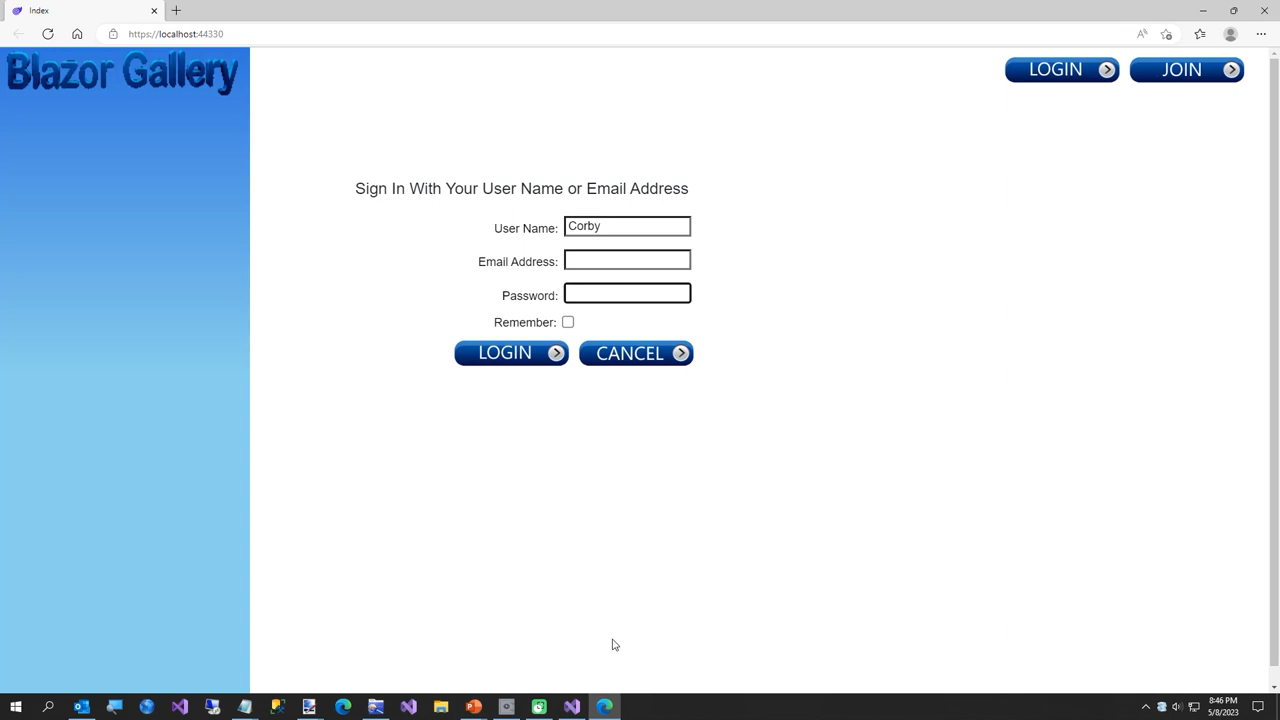 Index
https://localhost:44330
Blazor Gallery
LOGIN
JOIN
Sign In With Your User Name or Email Address
User Name: Corby
Email Address:
Password:
Remember:
LOGIN
CANCEL
8:46 PM
5/8/2023